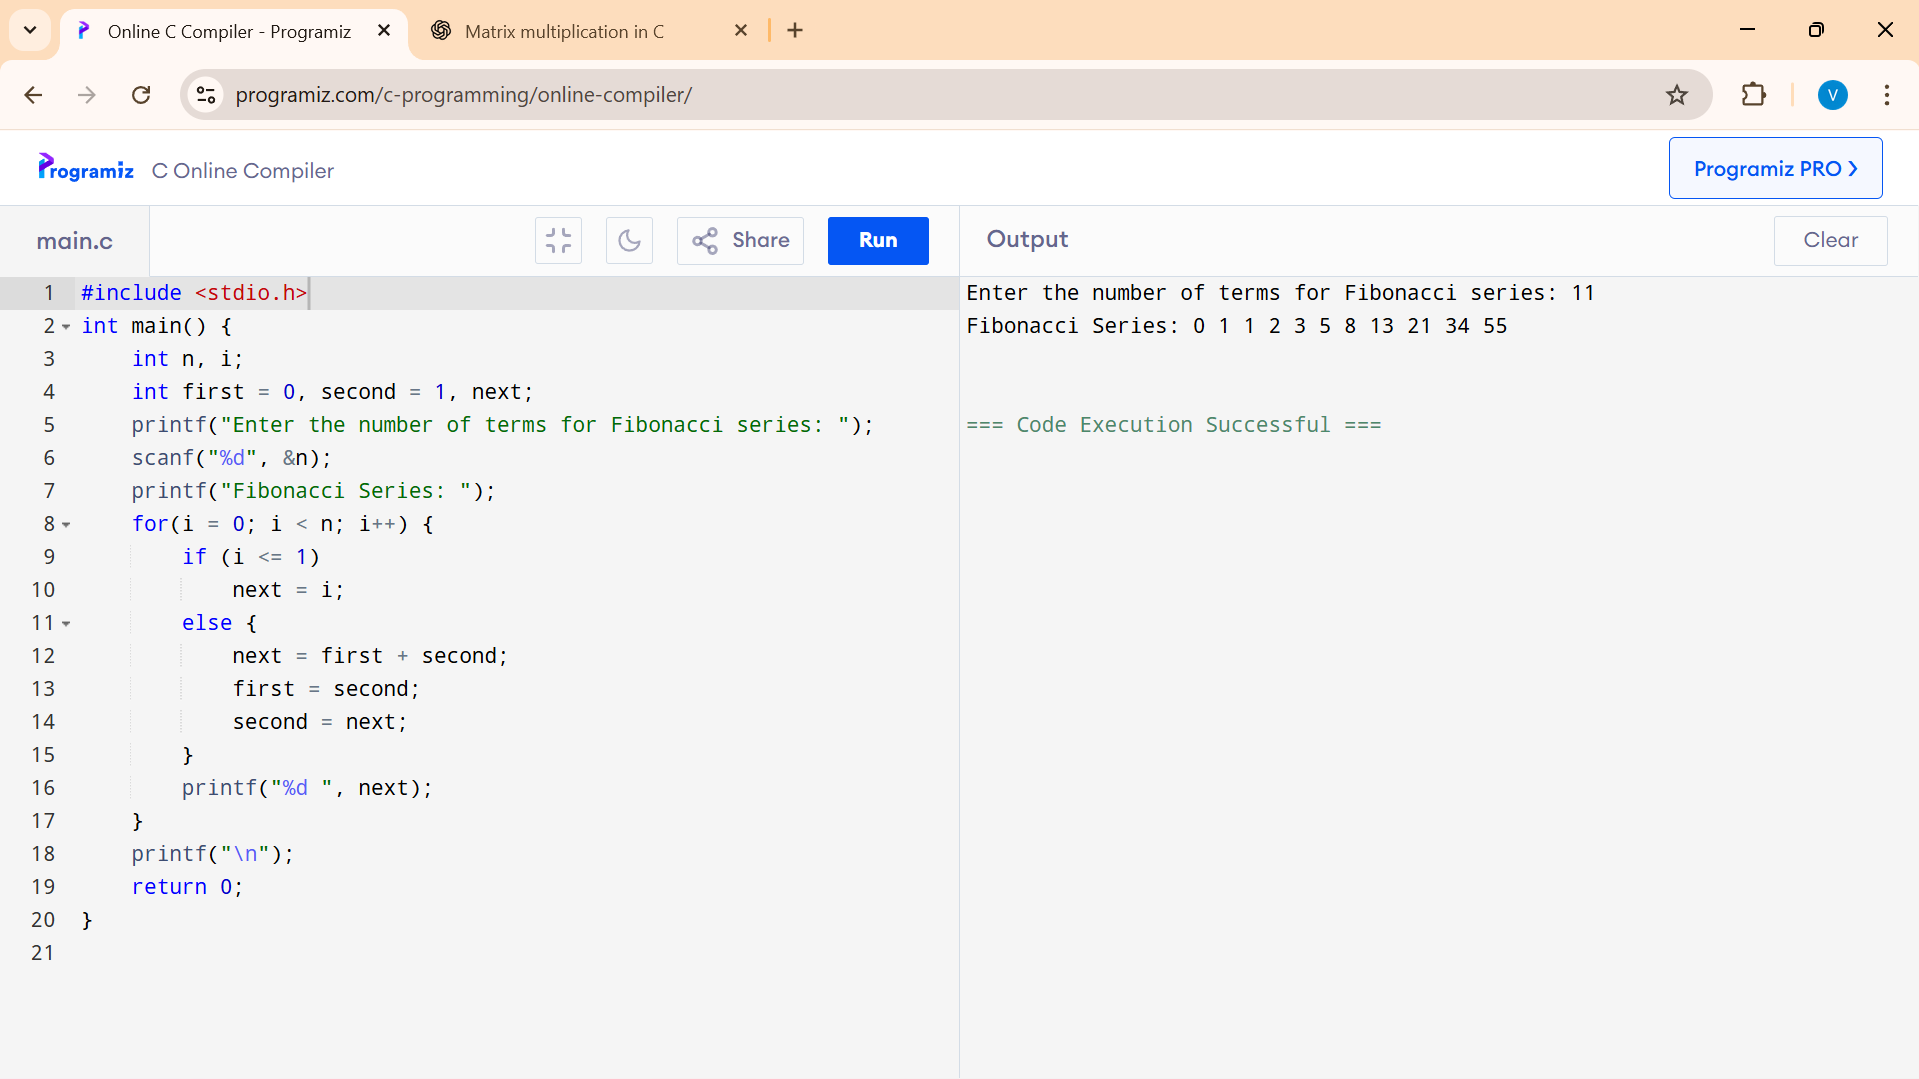 Online C Compiler - Programiz
Matrix multiplication in C
programiz.com/c-programming/online-compiler/
V
Programiz C Online Compiler
Programiz PRO
main.c
Share
Run
Output
Clear
1 #include <stdio.h>
2 int main() {
3     int n, i;
4     int first = 0, second = 1, next;
5     printf("Enter the number of terms for Fibonacci series: ");
6     scanf("%d", &n);
7     printf("Fibonacci Series: ");
8     for(i = 0; i < n; i++) {
9         if (i <= 1)
10             next = i;
11         else {
12             next = first + second;
13             first = second;
14             second = next;
15         }
16         printf("%d ", next);
17     }
18     printf("\n");
19     return 0;
20 }
21
Enter the number of terms for Fibonacci series: 11
Fibonacci Series: 0 1 1 2 3 5 8 13 21 34 55
=== Code Execution Successful ===